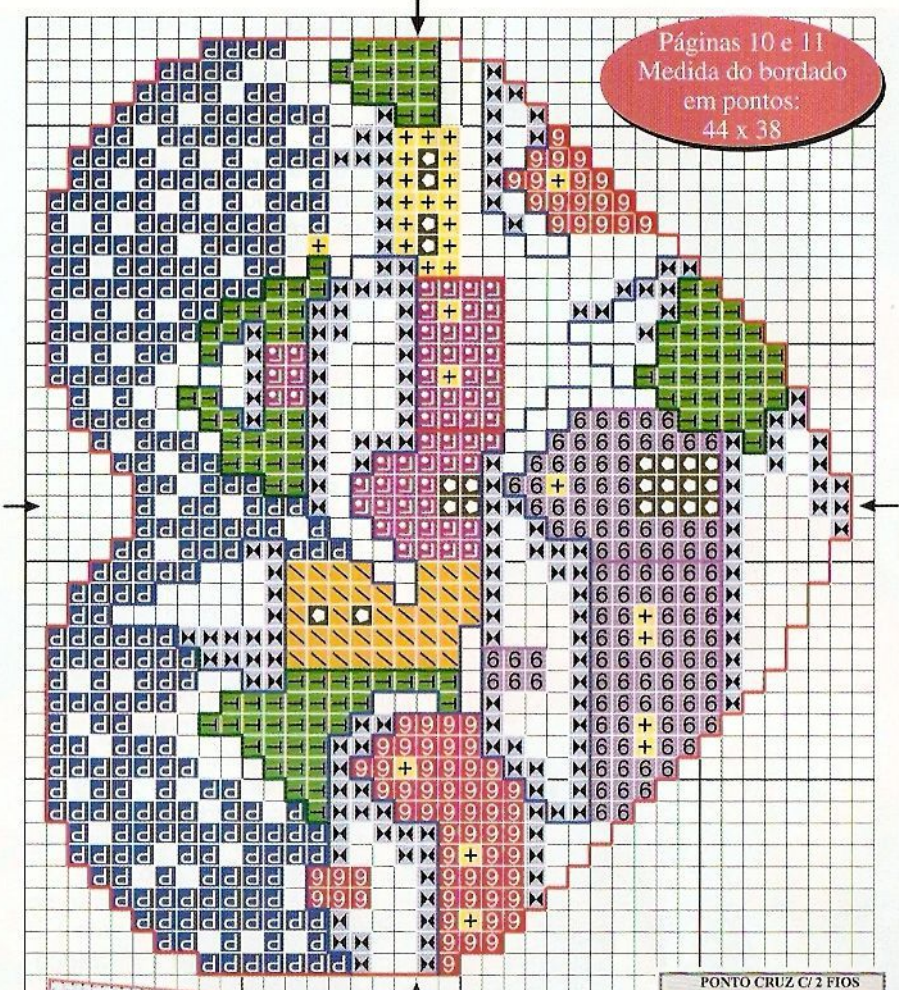 Páginas 10 e 11
Medida do bordado
em pontos:
44 x 38
PONTO CRUZ C/ 2 FIOS